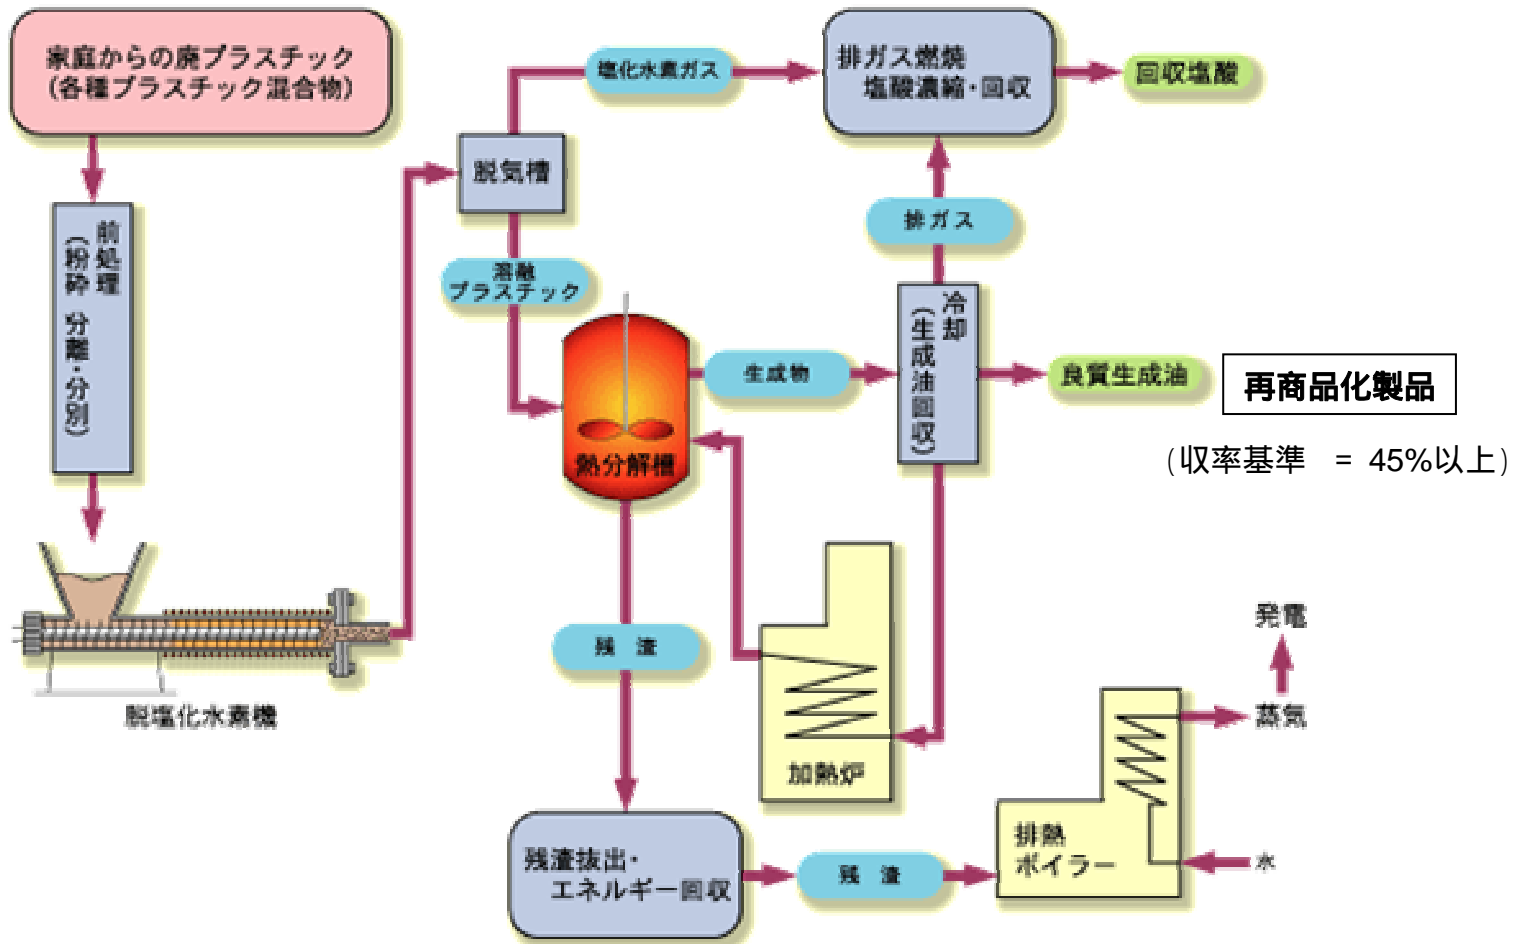 家庭からの廃プラスチック
(各種プラスチック混合物)
前処理
(粉砕 分離・分別)
脱塩化水素機
脱気槽
塩化水素ガス
排ガス燃焼
塩酸濃縮・回収
回収塩酸
排ガス
溶融
プラスチック
熱分解槽
生成物
冷却
(生成油回収)
良質生成油
再商品化製品
(収率基準 = 45%以上)
残渣
加熱炉
残渣抜出・
エネルギー回収
残渣
排熱
ボイラー
発電
蒸気
水